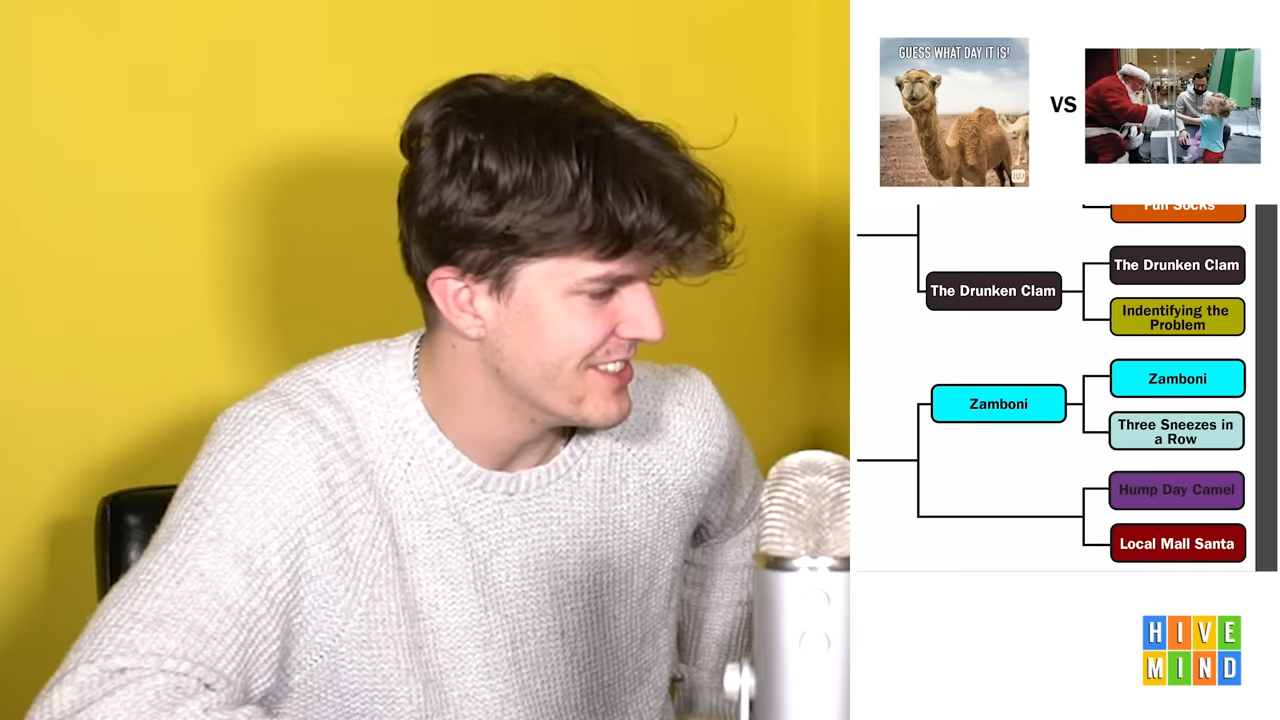 GUESS WHAT DAY IT IS!
VS
Fun Socks
The Drunken Clam
The Drunken Clam
Indentifying the
Problem
Zamboni
Zamboni
Three Sneezes in
a Row
Hump Day Camel
Local Mall Santa
HIVE
MIND